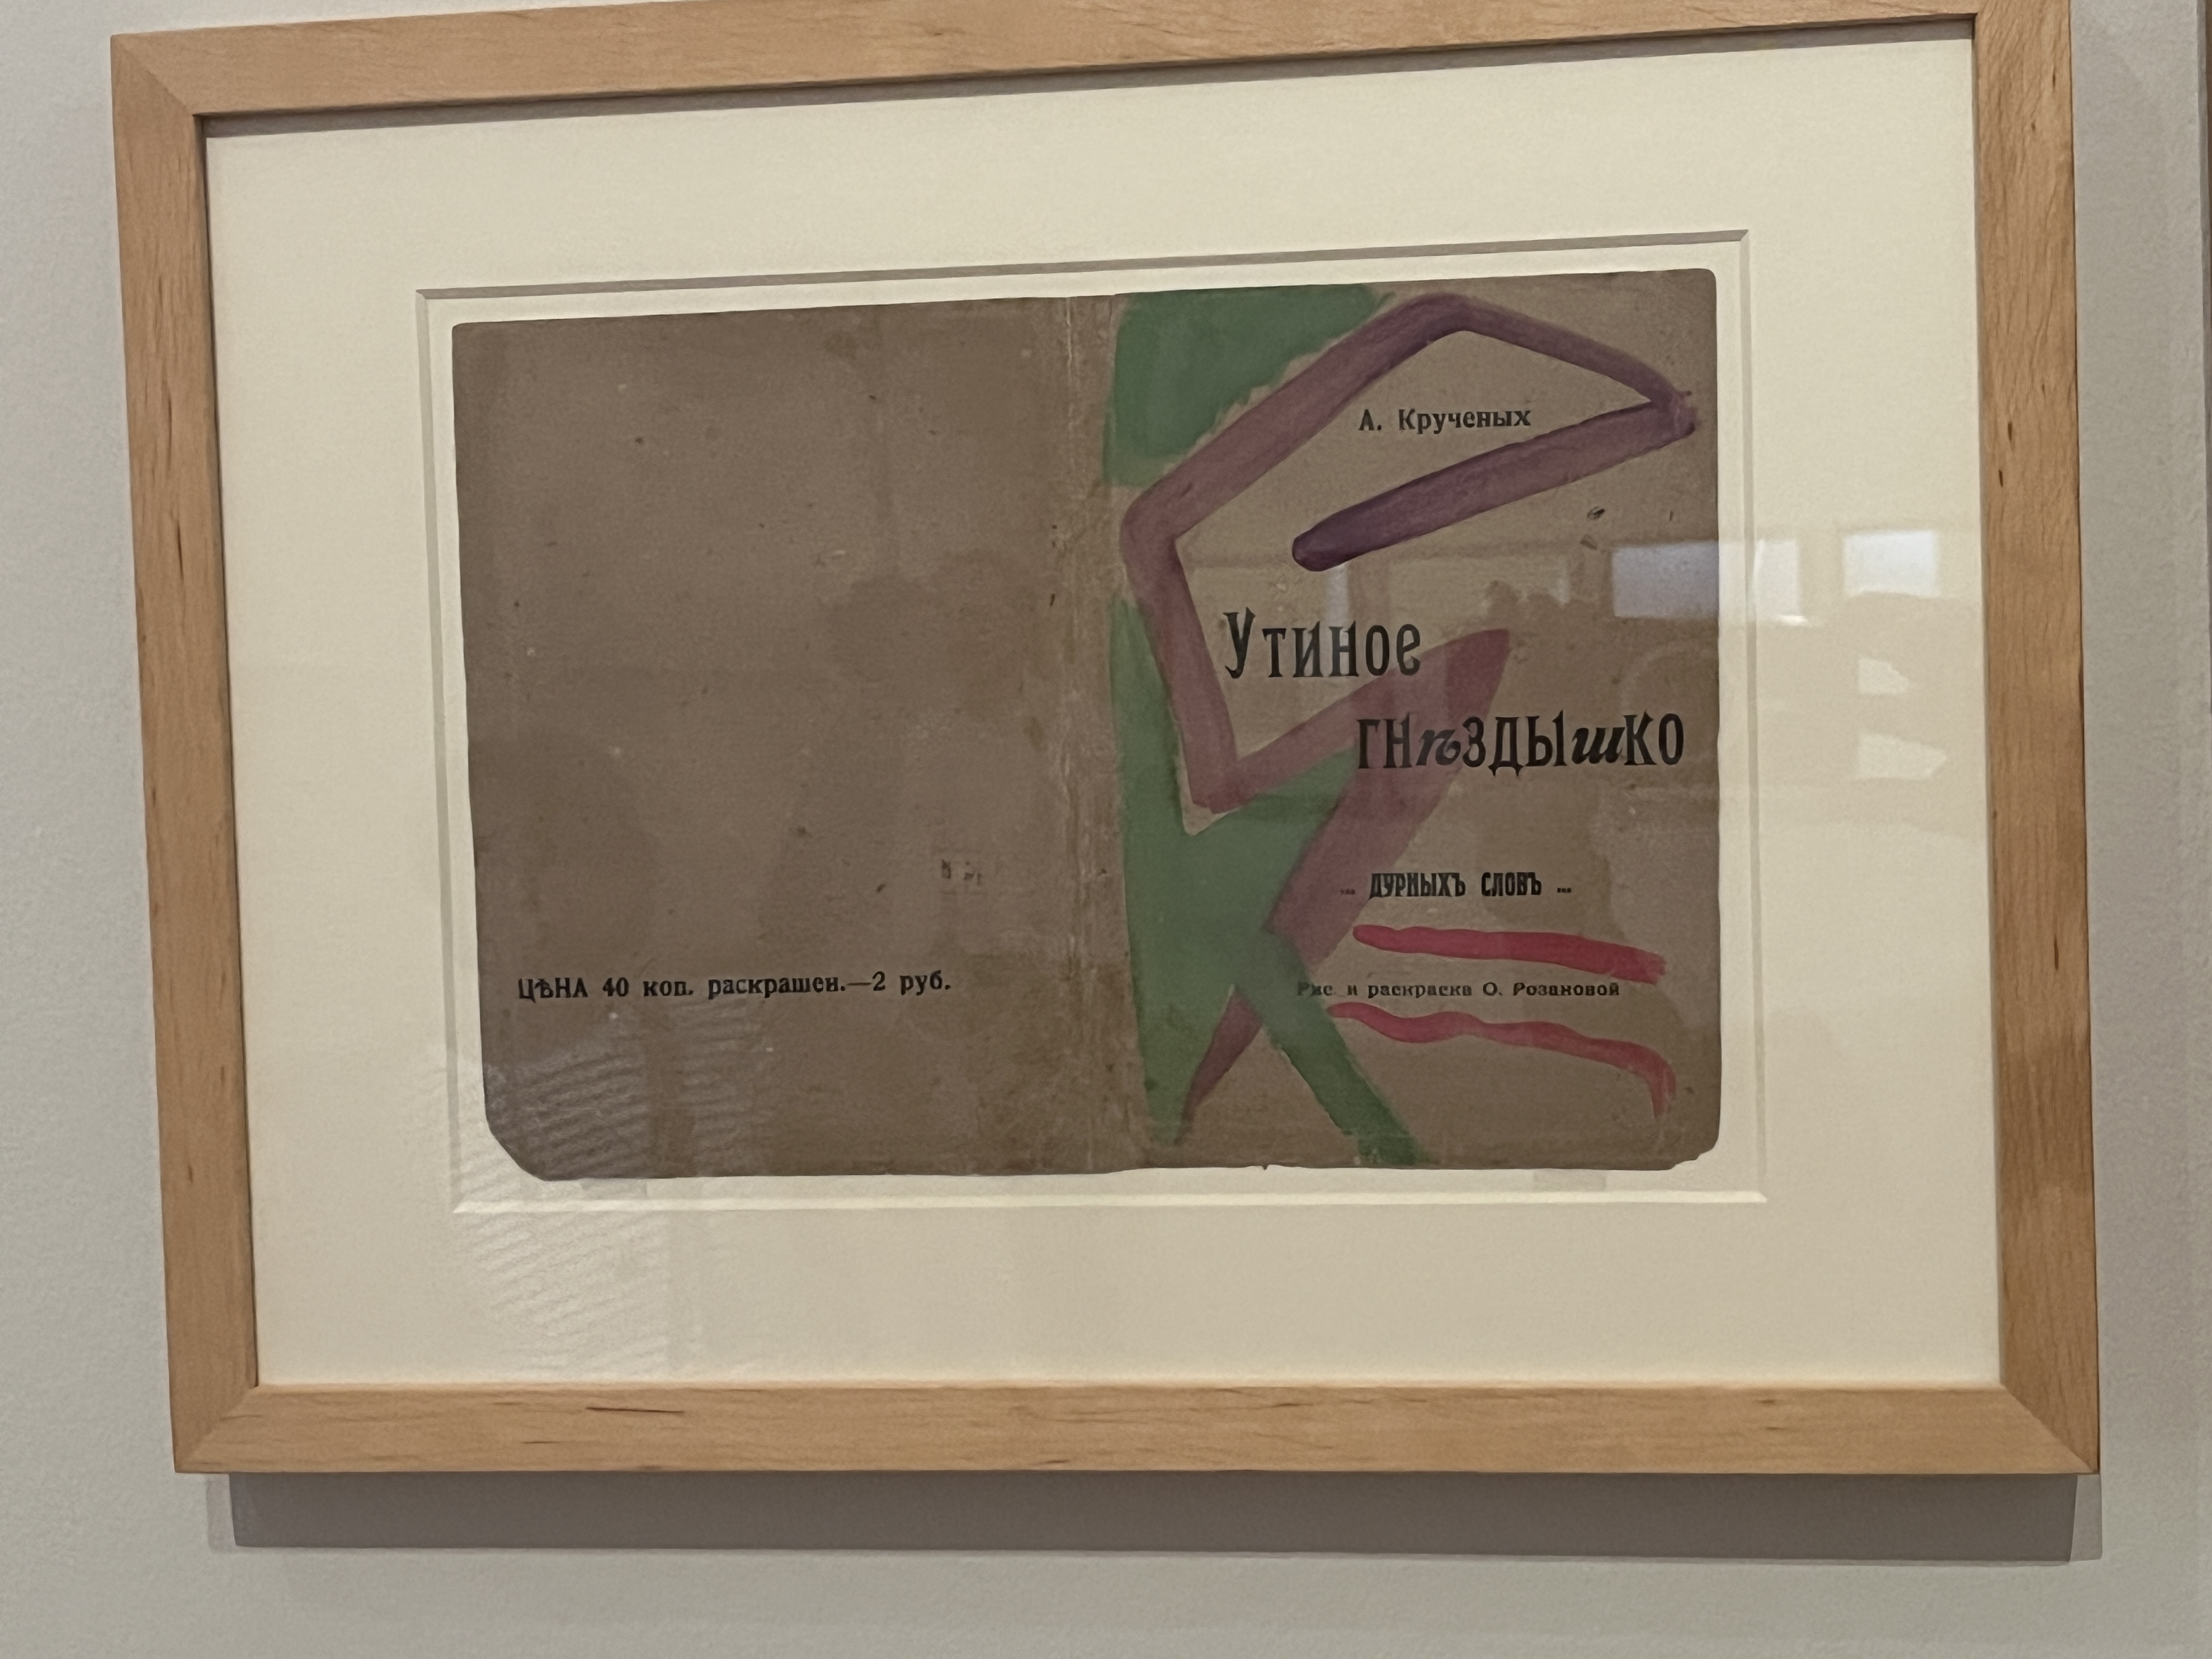 А. Крученых
Утиное
гнѣздышко
... ДУРНЫХЪ СЛОВЪ ...
Рис. и раскраска О. Розановой
ЦѢНА 40 коп. раскрашен.—2 руб.